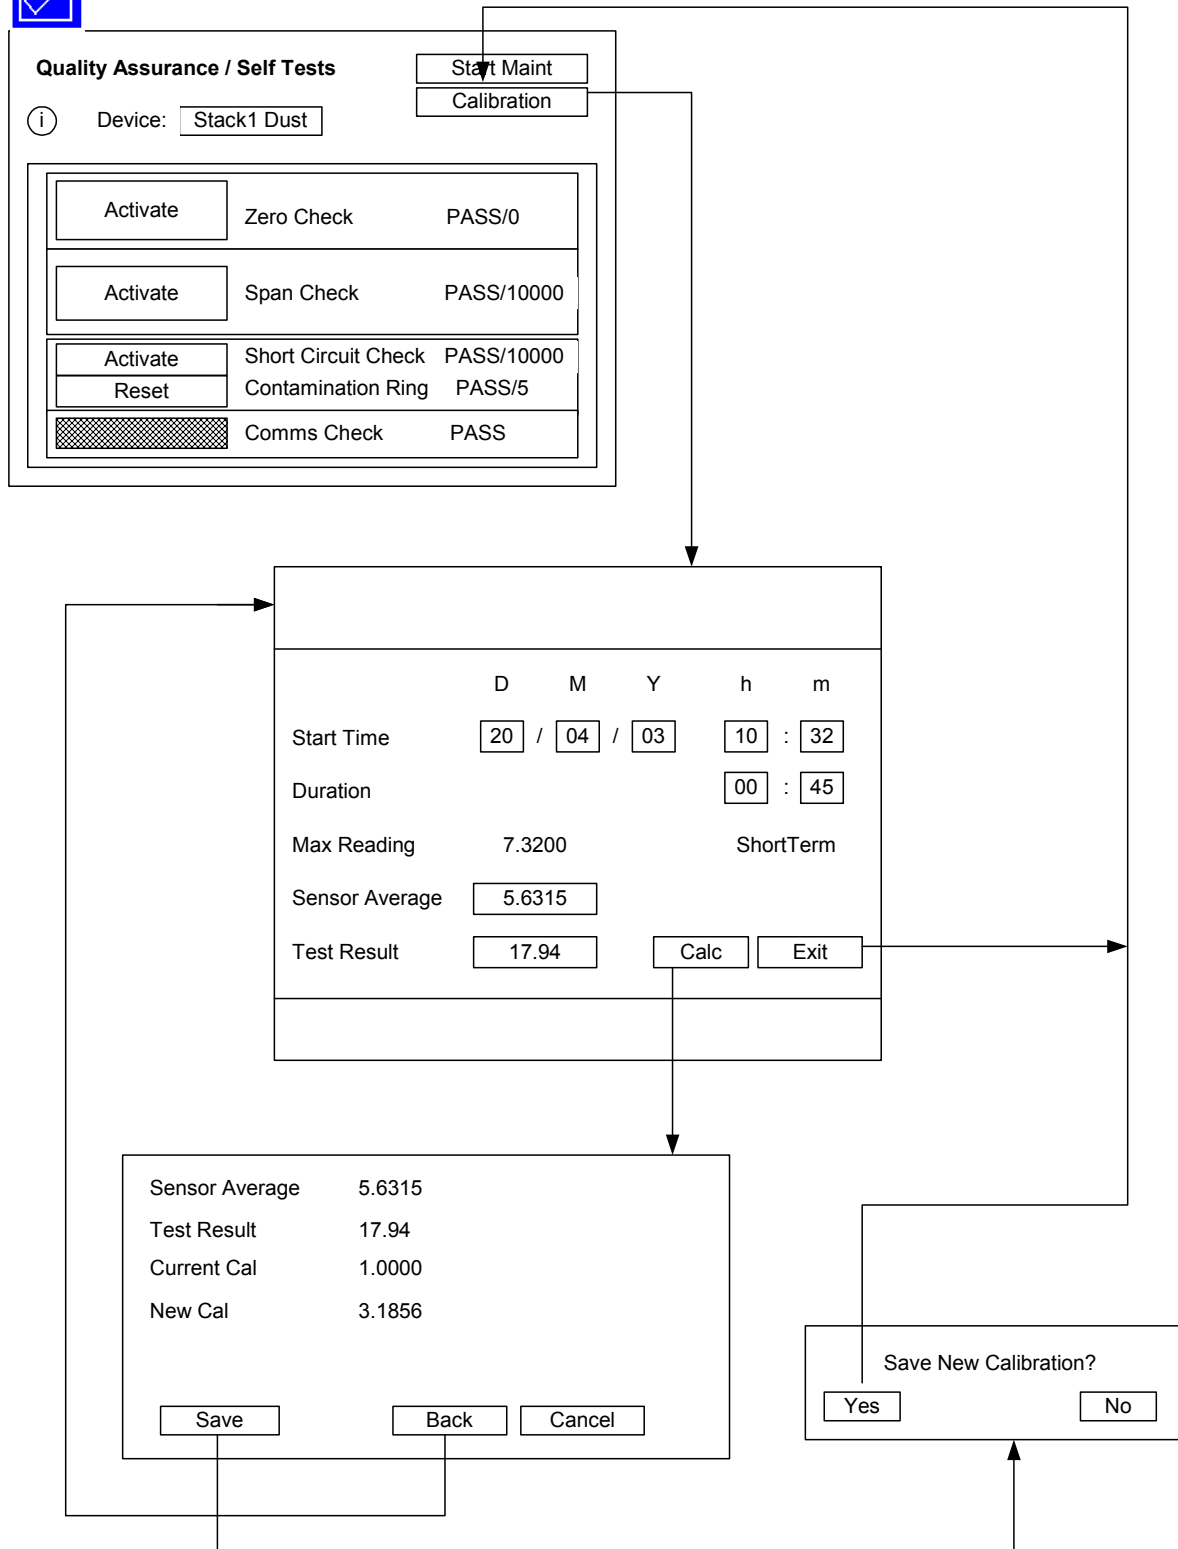 Quality Assurance / Self Tests
Start Maint
Calibration
i Device: Stack1 Dust
Activate Zero Check PASS/0
Activate Span Check PASS/10000
Activate Short Circuit Check PASS/10000
Reset Contamination Ring PASS/5
Comms Check PASS
D M Y h m
Start Time 20 / 04 / 03 10 : 32
Duration 00 : 45
Max Reading 7.3200 ShortTerm
Sensor Average 5.6315
Test Result 17.94 Calc Exit
Sensor Average 5.6315
Test Result 17.94
Current Cal 1.0000
New Cal 3.1856
Save Back Cancel
Save New Calibration?
Yes No